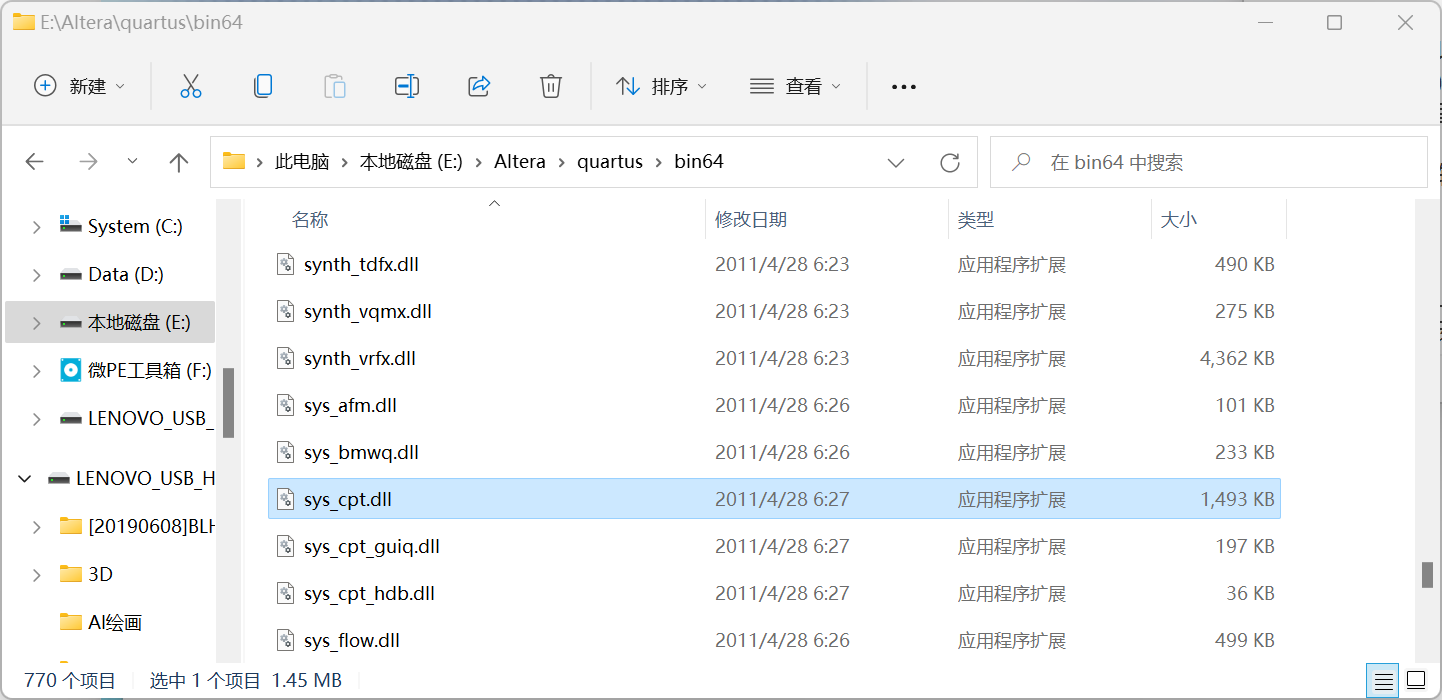 E:\Altera\quartus\bin64
新建 排序 查看
此电脑 本地磁盘 (E:) Altera quartus bin64 在 bin64 中搜索
System (C:)
Data (D:)
本地磁盘 (E:)
微PE工具箱 (F:)
LENOVO_USB_
LENOVO_USB_H
[20190608]BLH
3D
AI绘画
名称 修改日期 类型 大小
synth_tdfx.dll 2011/4/28 6:23 应用程序扩展 490 KB
synth_vqmx.dll 2011/4/28 6:23 应用程序扩展 275 KB
synth_vrfx.dll 2011/4/28 6:23 应用程序扩展 4,362 KB
sys_afm.dll 2011/4/28 6:26 应用程序扩展 101 KB
sys_bmwq.dll 2011/4/28 6:26 应用程序扩展 233 KB
sys_cpt.dll 2011/4/28 6:27 应用程序扩展 1,493 KB
sys_cpt_guiq.dll 2011/4/28 6:27 应用程序扩展 197 KB
sys_cpt_hdb.dll 2011/4/28 6:27 应用程序扩展 36 KB
sys_flow.dll 2011/4/28 6:26 应用程序扩展 499 KB
770 个项目 选中 1 个项目 1.45 MB